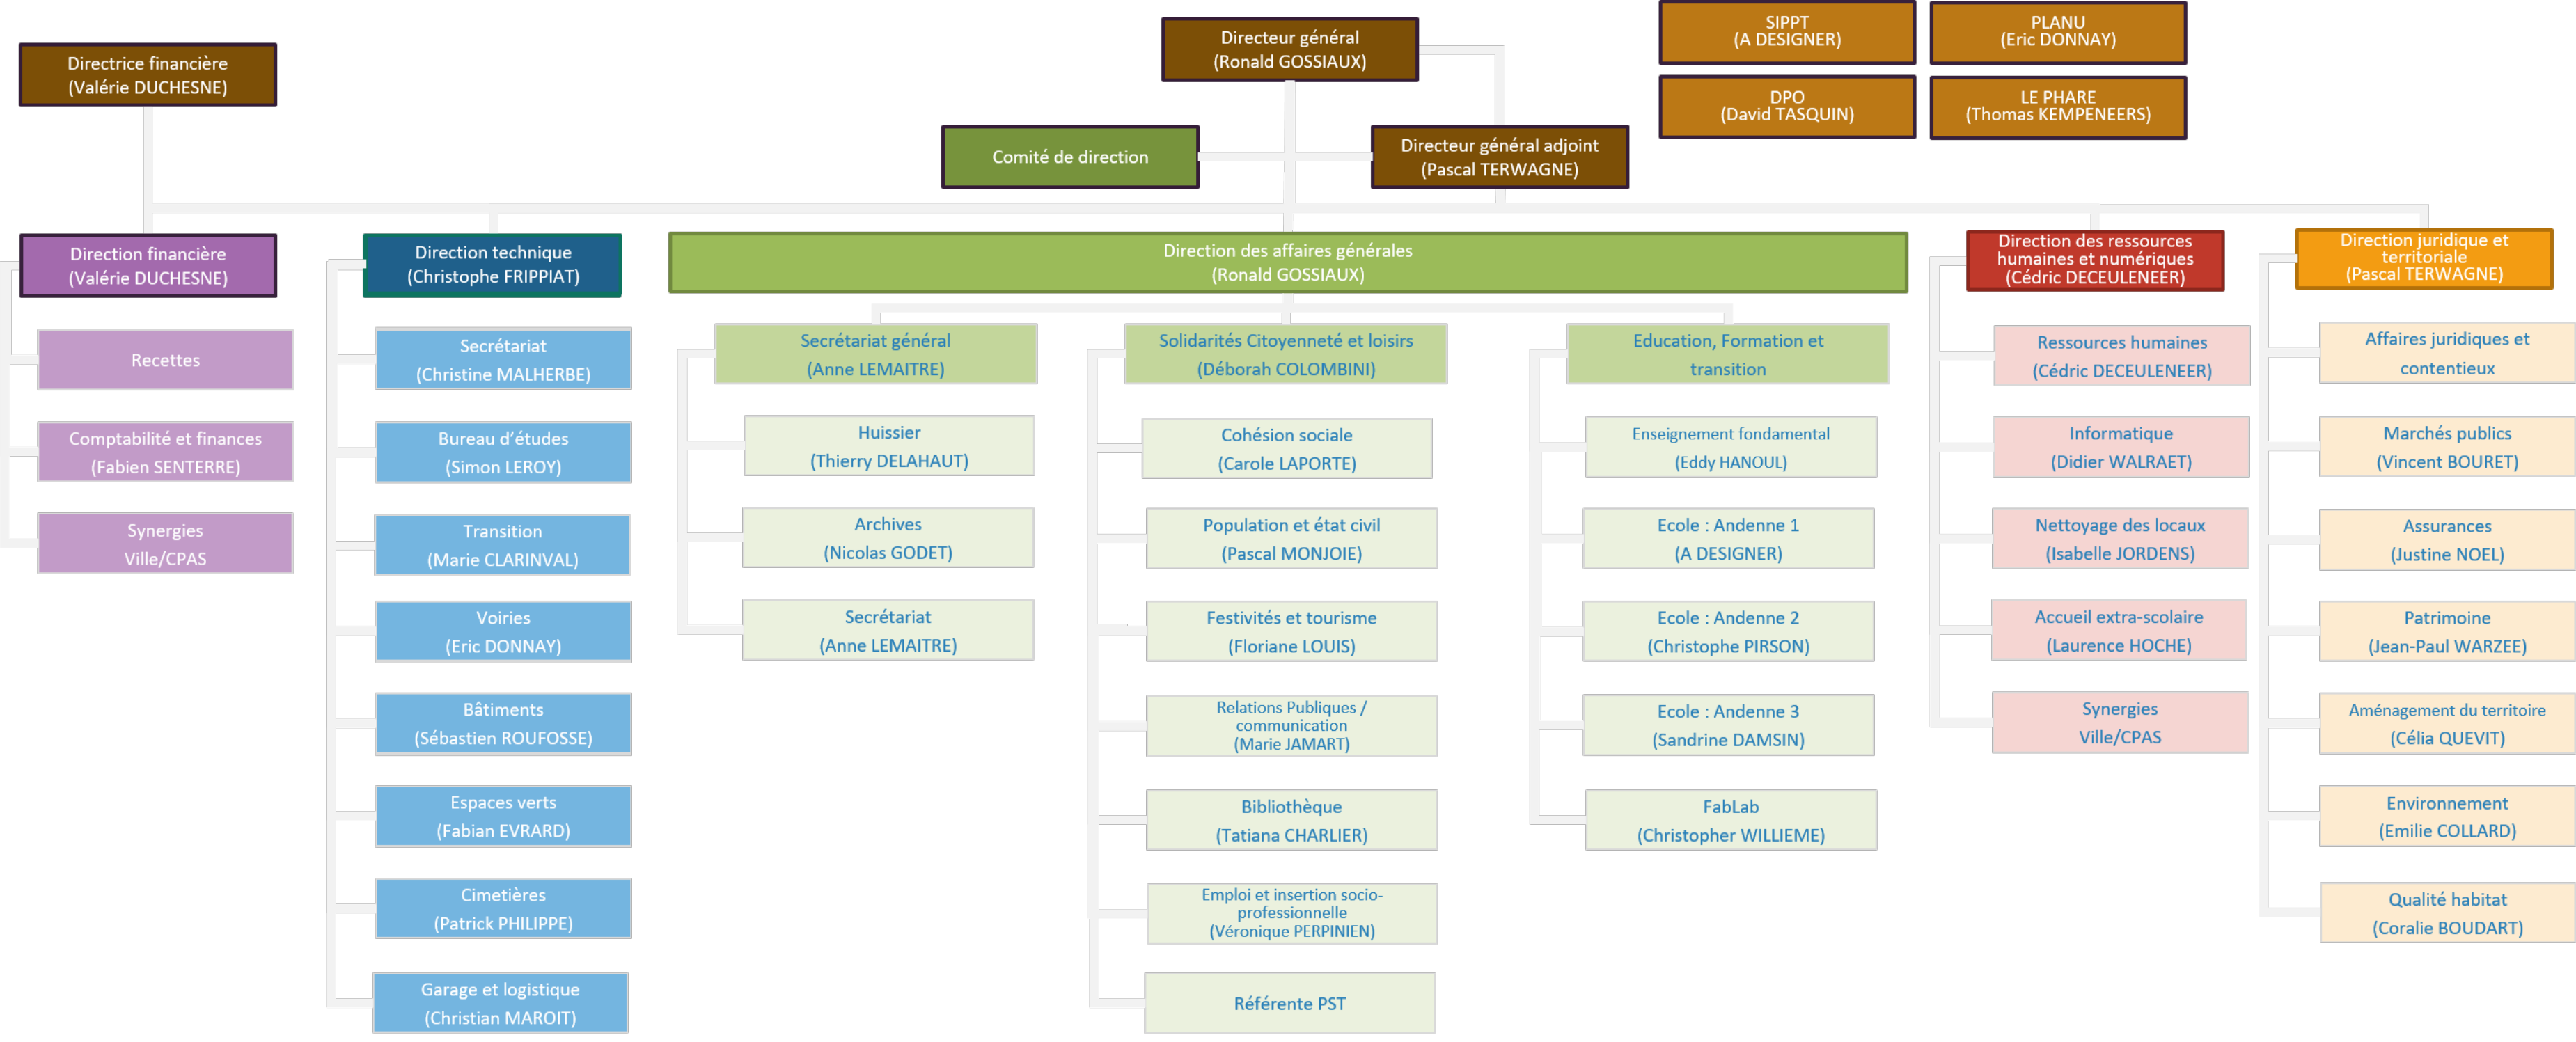 Directrice financière
(Valérie DUCHESNE)
Directeur général
(Ronald GOSSIAUX)
SIPPT
(A DESIGNER)
PLANU
(Eric DONNAY)
DPO
(David TASQUIN)
LE PHARE
(Thomas KEMPENEERS)
Comité de direction
Directeur général adjoint
(Pascal TERWAGNE)
Direction financière
(Valérie DUCHESNE)
Recettes
Comptabilité et finances
(Fabien SENTERRE)
Synergies
Ville/CPAS
Direction technique
(Christophe FRIPPIAT)
Secrétariat
(Christine MALHERBE)
Bureau d’études
(Simon LEROY)
Transition
(Marie CLARINVAL)
Voiries
(Eric DONNAY)
Bâtiments
(Sébastien ROUFOSSE)
Espaces verts
(Fabian EVRARD)
Cimetières
(Patrick PHILIPPE)
Garage et logistique
(Christian MAROIT)
Direction des affaires générales
(Ronald GOSSIAUX)
Secrétariat général
(Anne LEMAITRE)
Huissier
(Thierry DELAHAUT)
Archives
(Nicolas GODET)
Secrétariat
(Anne LEMAITRE)
Solidarités Citoyenneté et loisirs
(Déborah COLOMBINI)
Cohésion sociale
(Carole LAPORTE)
Population et état civil
(Pascal MONJOIE)
Festivités et tourisme
(Floriane LOUIS)
Relations Publiques /
communication
(Marie JAMART)
Bibliothèque
(Tatiana CHARLIER)
Emploi et insertion socio-
professionnelle
(Véronique PERPINIEN)
Référente PST
Education, Formation et
transition
Enseignement fondamental
(Eddy HANOUL)
Ecole : Andenne 1
(A DESIGNER)
Ecole : Andenne 2
(Christophe PIRSON)
Ecole : Andenne 3
(Sandrine DAMSIN)
FabLab
(Christopher WILLIEME)
Direction des ressources
humaines et numériques
(Cédric DECEULENEER)
Ressources humaines
(Cédric DECEULENEER)
Informatique
(Didier WALRAET)
Nettoyage des locaux
(Isabelle JORDENS)
Accueil extra-scolaire
(Laurence HOCHE)
Synergies
Ville/CPAS
Direction juridique et
territoriale
(Pascal TERWAGNE)
Affaires juridiques et
contentieux
Marchés publics
(Vincent BOURET)
Assurances
(Justine NOEL)
Patrimoine
(Jean-Paul WARZEE)
Aménagement du territoire
(Célia QUEVIT)
Environnement
(Emilie COLLARD)
Qualité habitat
(Coralie BOUDART)